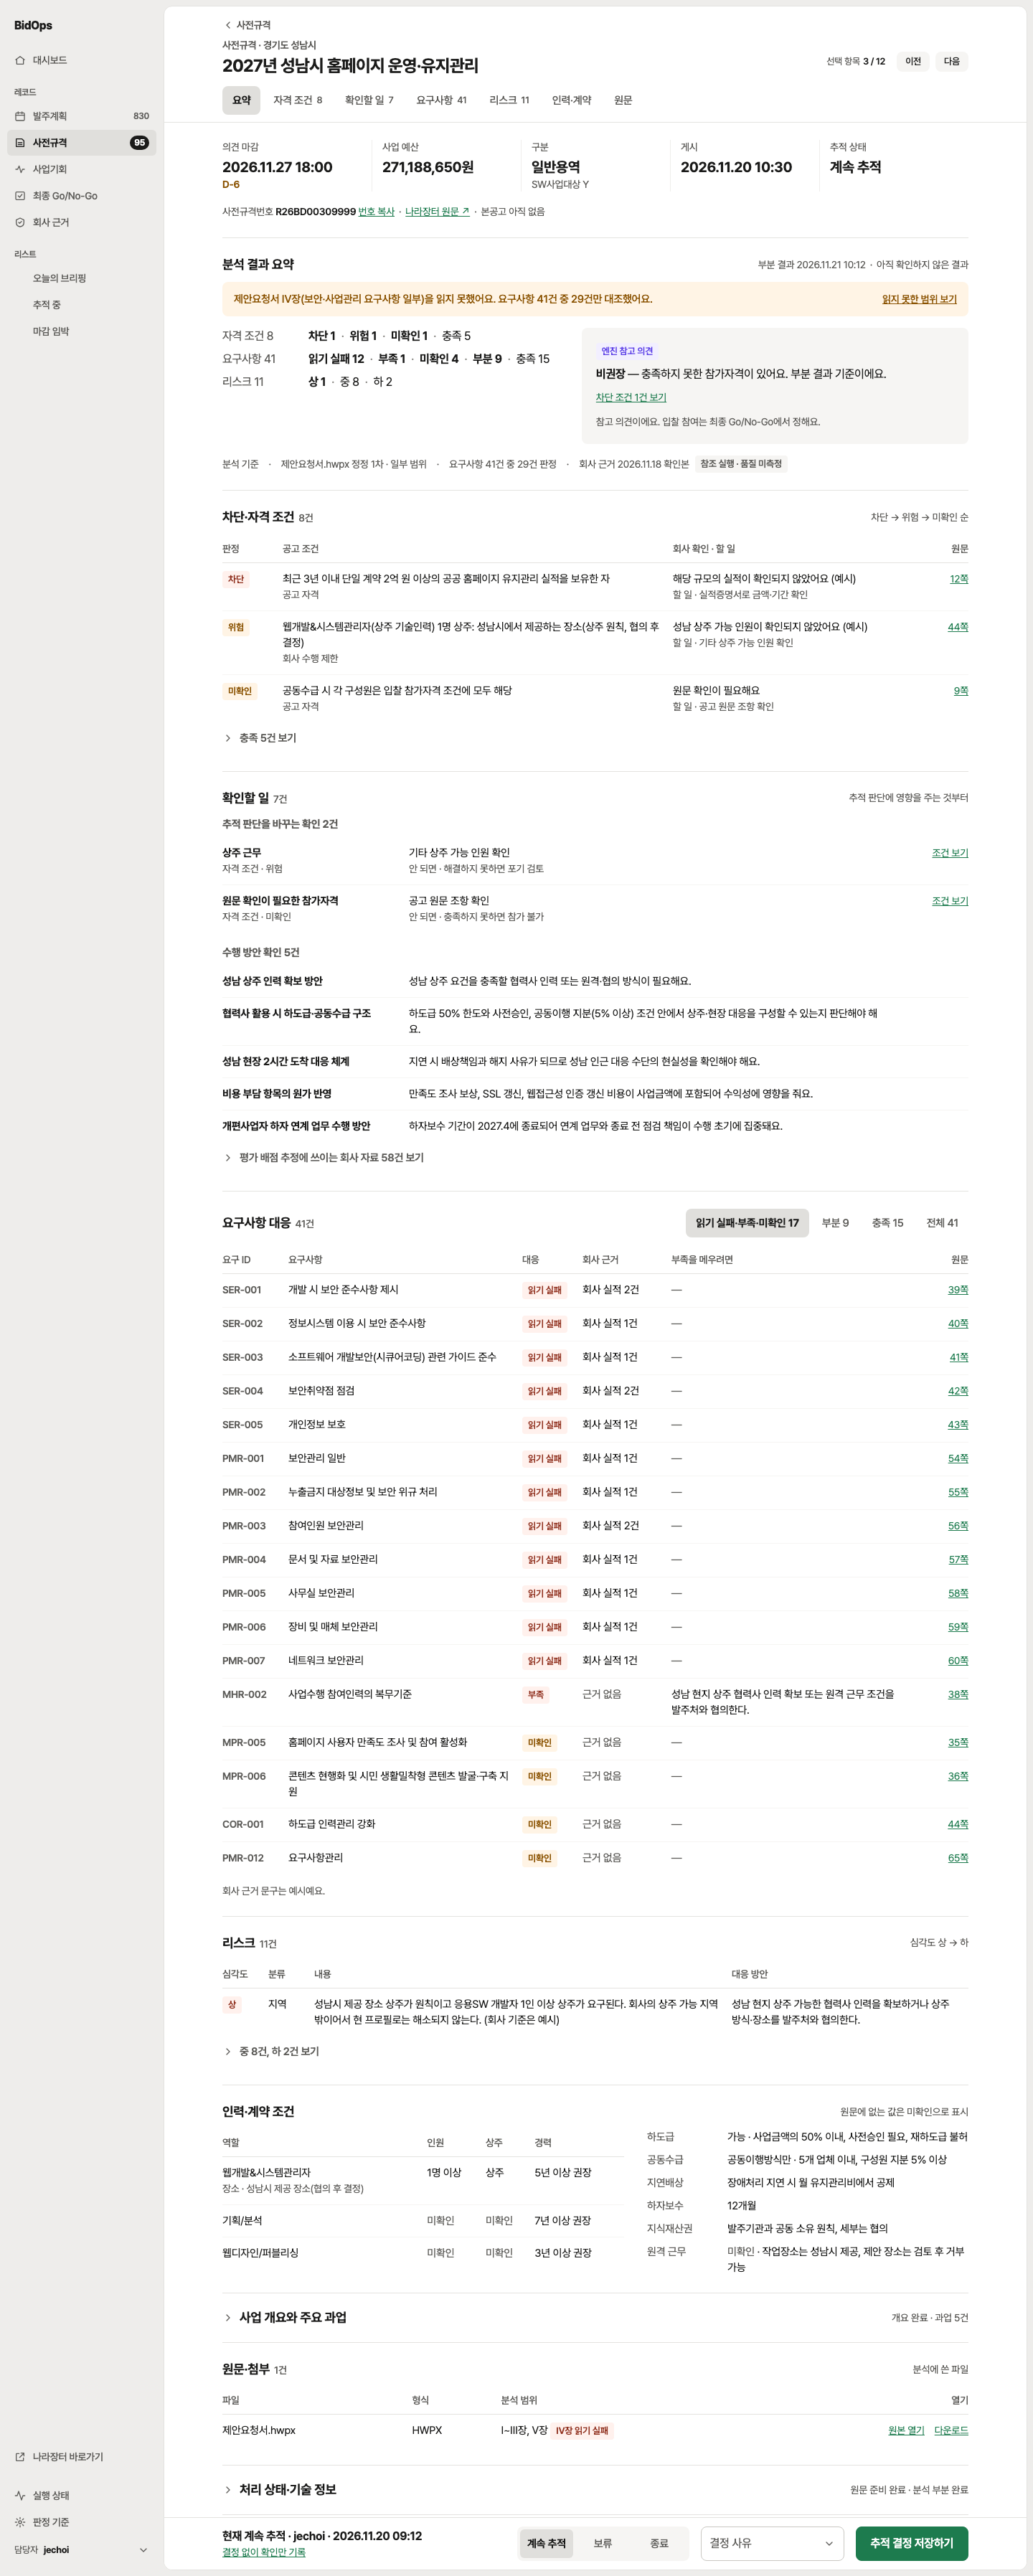 BidOps
대시보드
레코드
발주계획 830
사전규격 95
사업기회
최종 Go/No-Go
회사 근거
리스트
오늘의 브리핑
추적 중
마감 임박
나라장터 바로가기
실행 상태
판정 기준
담당자 jechoi
사전규격
사전규격 · 경기도 성남시
2027년 성남시 홈페이지 운영·유지관리
선택 항목 3 / 12 이전 다음
요약 자격 조건 8 확인할 일 7 요구사항 41 리스크 11 인력·계약 원문
의견 마감 사업 예산 구분 게시 추적 상태
2026.11.27 18:00 271,188,650원 일반용역 2026.11.20 10:30 계속 추적
D-6 SW사업대상 Y
사전규격번호 R26BD00309999 번호 복사 · 나라장터 원문 ↗ · 본공고 아직 없음
분석 결과 요약 부분 결과 2026.11.21 10:12 · 아직 확인하지 않은 결과
제안요청서 IV장(보안·사업관리 요구사항 일부)을 읽지 못했어요. 요구사항 41건 중 29건만 대조했어요. 읽지 못한 범위 보기
자격 조건 8 차단 1 · 위험 1 · 미확인 1 · 충족 5
요구사항 41 읽기 실패 12 · 부족 1 · 미확인 4 · 부분 9 · 충족 15
리스크 11 상 1 · 중 8 · 하 2
엔진 참고 의견
비권장 — 충족하지 못한 참가자격이 있어요. 부분 결과 기준이에요.
차단 조건 1건 보기
참고 의견이에요. 입찰 참여는 최종 Go/No-Go에서 정해요.
분석 기준 · 제안요청서.hwpx 정정 1차 · 일부 범위 · 요구사항 41건 중 29건 판정 · 회사 근거 2026.11.18 확인본 참조 실행 · 품질 미측정
차단·자격 조건 8건 차단 → 위험 → 미확인 순
판정 공고 조건 회사 확인 · 할 일 원문
차단 최근 3년 이내 단일 계약 2억 원 이상의 공공 홈페이지 유지관리 실적을 보유한 자 해당 규모의 실적이 확인되지 않았어요 (예시) 12쪽
공고 자격 할 일 · 실적증명서로 금액·기간 확인
위험 웹개발&시스템관리자(상주 기술인력) 1명 상주: 성남시에서 제공하는 장소(상주 원칙, 협의 후 성남 상주 가능 인원이 확인되지 않았어요 (예시) 44쪽
결정) 할 일 · 기타 상주 가능 인원 확인
회사 수행 제한
미확인 공동수급 시 각 구성원은 입찰 참가자격 조건에 모두 해당 원문 확인이 필요해요 9쪽
공고 자격 할 일 · 공고 원문 조항 확인
충족 5건 보기
확인할 일 7건 추적 판단에 영향을 주는 것부터
추적 판단을 바꾸는 확인 2건
상주 근무 기타 상주 가능 인원 확인 조건 보기
자격 조건 · 위험 안 되면 · 해결하지 못하면 포기 검토
원문 확인이 필요한 참가자격 공고 원문 조항 확인 조건 보기
자격 조건 · 미확인 안 되면 · 충족하지 못하면 참가 불가
수행 방안 확인 5건
성남 상주 인력 확보 방안 성남 상주 요건을 충족할 협력사 인력 또는 원격·협의 방식이 필요해요.
협력사 활용 시 하도급·공동수급 구조 하도급 50% 한도와 사전승인, 공동이행 지분(5% 이상) 조건 안에서 상주·현장 대응을 구성할 수 있는지 판단해야 해
요.
성남 현장 2시간 도착 대응 체계 지연 시 배상책임과 해지 사유가 되므로 성남 인근 대응 수단의 현실성을 확인해야 해요.
비용 부담 항목의 원가 반영 만족도 조사 보상, SSL 갱신, 웹접근성 인증 갱신 비용이 사업금액에 포함되어 수익성에 영향을 줘요.
개편사업자 하자 연계 업무 수행 방안 하자보수 기간이 2027.4에 종료되어 연계 업무와 종료 전 점검 책임이 수행 초기에 집중돼요.
평가 배점 추정에 쓰이는 회사 자료 58건 보기
요구사항 대응 41건 읽기 실패·부족·미확인 17 부분 9 충족 15 전체 41
요구 ID 요구사항 대응 회사 근거 부족을 메우려면 원문
SER-001 개발 시 보안 준수사항 제시 읽기 실패 회사 실적 2건 — 39쪽
SER-002 정보시스템 이용 시 보안 준수사항 읽기 실패 회사 실적 1건 — 40쪽
SER-003 소프트웨어 개발보안(시큐어코딩) 관련 가이드 준수 읽기 실패 회사 실적 1건 — 41쪽
SER-004 보안취약점 점검 읽기 실패 회사 실적 2건 — 42쪽
SER-005 개인정보 보호 읽기 실패 회사 실적 1건 — 43쪽
PMR-001 보안관리 일반 읽기 실패 회사 실적 1건 — 54쪽
PMR-002 누출금지 대상정보 및 보안 위규 처리 읽기 실패 회사 실적 1건 — 55쪽
PMR-003 참여인원 보안관리 읽기 실패 회사 실적 2건 — 56쪽
PMR-004 문서 및 자료 보안관리 읽기 실패 회사 실적 1건 — 57쪽
PMR-005 사무실 보안관리 읽기 실패 회사 실적 1건 — 58쪽
PMR-006 장비 및 매체 보안관리 읽기 실패 회사 실적 1건 — 59쪽
PMR-007 네트워크 보안관리 읽기 실패 회사 실적 1건 — 60쪽
MHR-002 사업수행 참여인력의 복무기준 부족 근거 없음 성남 현지 상주 협력사 인력 확보 또는 원격 근무 조건을 38쪽
발주처와 협의한다.
MPR-005 홈페이지 사용자 만족도 조사 및 참여 활성화 미확인 근거 없음 — 35쪽
MPR-006 콘텐츠 현행화 및 시민 생활밀착형 콘텐츠 발굴·구축 지 미확인 근거 없음 — 36쪽
원
COR-001 하도급 인력관리 강화 미확인 근거 없음 — 44쪽
PMR-012 요구사항관리 미확인 근거 없음 — 65쪽
회사 근거 문구는 예시예요.
리스크 11건 심각도 상 → 하
심각도 분류 내용 대응 방안
상 지역 성남시 제공 장소 상주가 원칙이고 응용SW 개발자 1인 이상 상주가 요구된다. 회사의 상주 가능 지역 성남 현지 상주 가능한 협력사 인력을 확보하거나 상주
밖이어서 현 프로필로는 해소되지 않는다. (회사 기준은 예시) 방식·장소를 발주처와 협의한다.
중 8건, 하 2건 보기
인력·계약 조건 원문에 없는 값은 미확인으로 표시
역할 인원 상주 경력
웹개발&시스템관리자 1명 이상 상주 5년 이상 권장
장소 · 성남시 제공 장소(협의 후 결정)
기획/분석 미확인 미확인 7년 이상 권장
웹디자인/퍼블리싱 미확인 미확인 3년 이상 권장
하도급 가능 · 사업금액의 50% 이내, 사전승인 필요, 재하도급 불허
공동수급 공동이행방식만 · 5개 업체 이내, 구성원 지분 5% 이상
지연배상 장애처리 지연 시 월 유지관리비에서 공제
하자보수 12개월
지식재산권 발주기관과 공동 소유 원칙, 세부는 협의
원격 근무 미확인 · 작업장소는 성남시 제공, 제안 장소는 검토 후 거부
가능
사업 개요와 주요 과업 개요 완료 · 과업 5건
원문·첨부 1건 분석에 쓴 파일
파일 형식 분석 범위 열기
제안요청서.hwpx HWPX I~III장, V장 IV장 읽기 실패 원본 열기 다운로드
처리 상태·기술 정보 원문 준비 완료 · 분석 부분 완료
현재 계속 추적 · jechoi · 2026.11.20 09:12
결정 없이 확인만 기록
계속 추적 보류 종료 결정 사유 추적 결정 저장하기